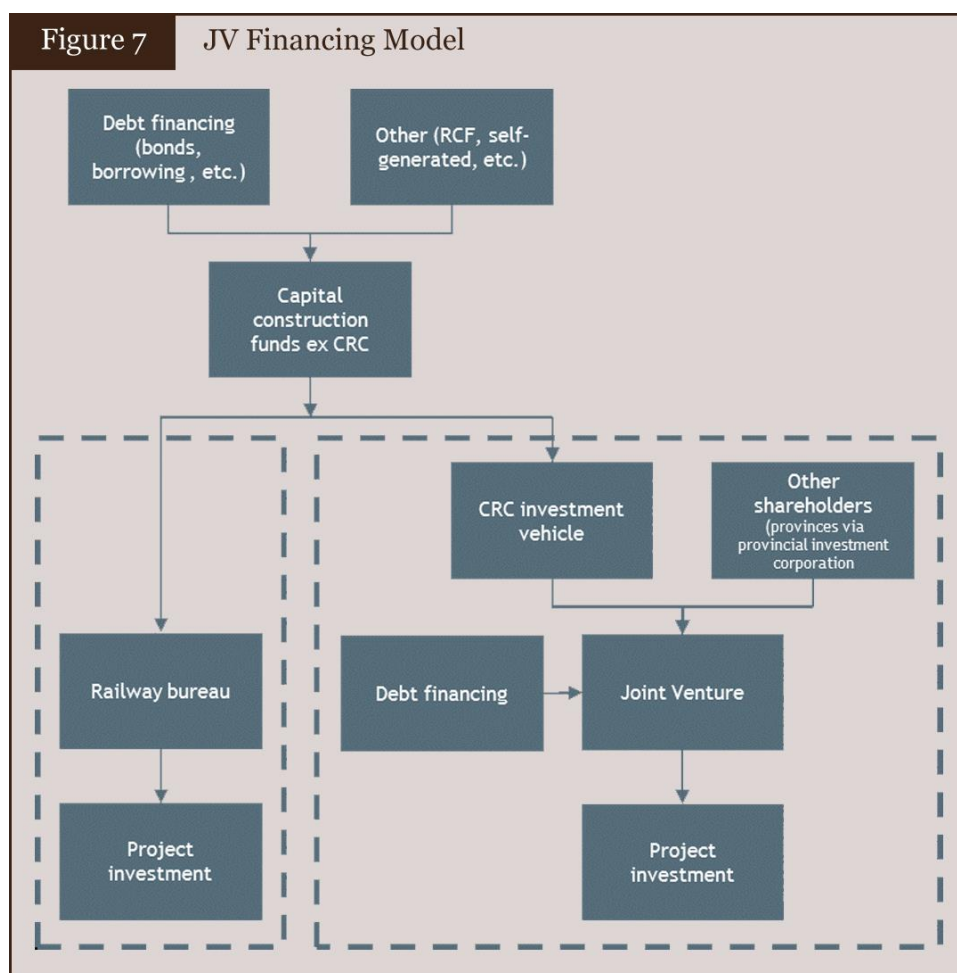 Figure 7
JV Financing Model
Debt financing
(bonds,
borrowing , etc.)
Other (RCF, self-
generated, etc.)
Capital
construction
funds ex CRC
CRC investment
vehicle
Other
shareholders
(provinces via
provincial investment
corporation
Railway bureau
Debt financing
Joint Venture
Project
investment
Project
investment